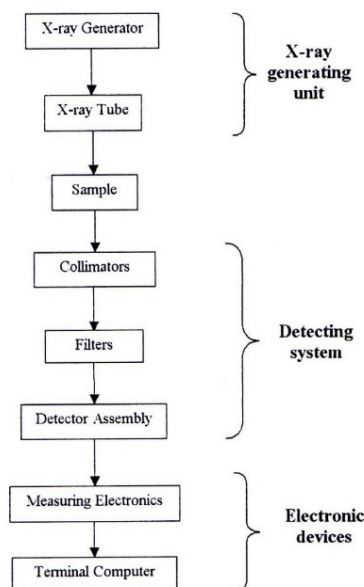 X-ray Generator
X-ray Tube
X-ray
generating
unit
Sample
Collimators
Filters
Detector Assembly
Detecting
system
Measuring Electronics
Terminal Computer
Electronic
devices